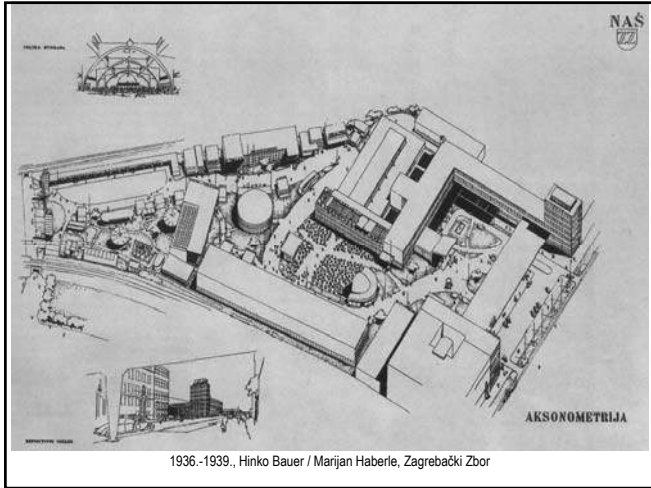 NAŠ
AKSONOMETRIJA
1936.-1939., Hinko Bauer / Marijan Haberle, Zagrebački Zbor